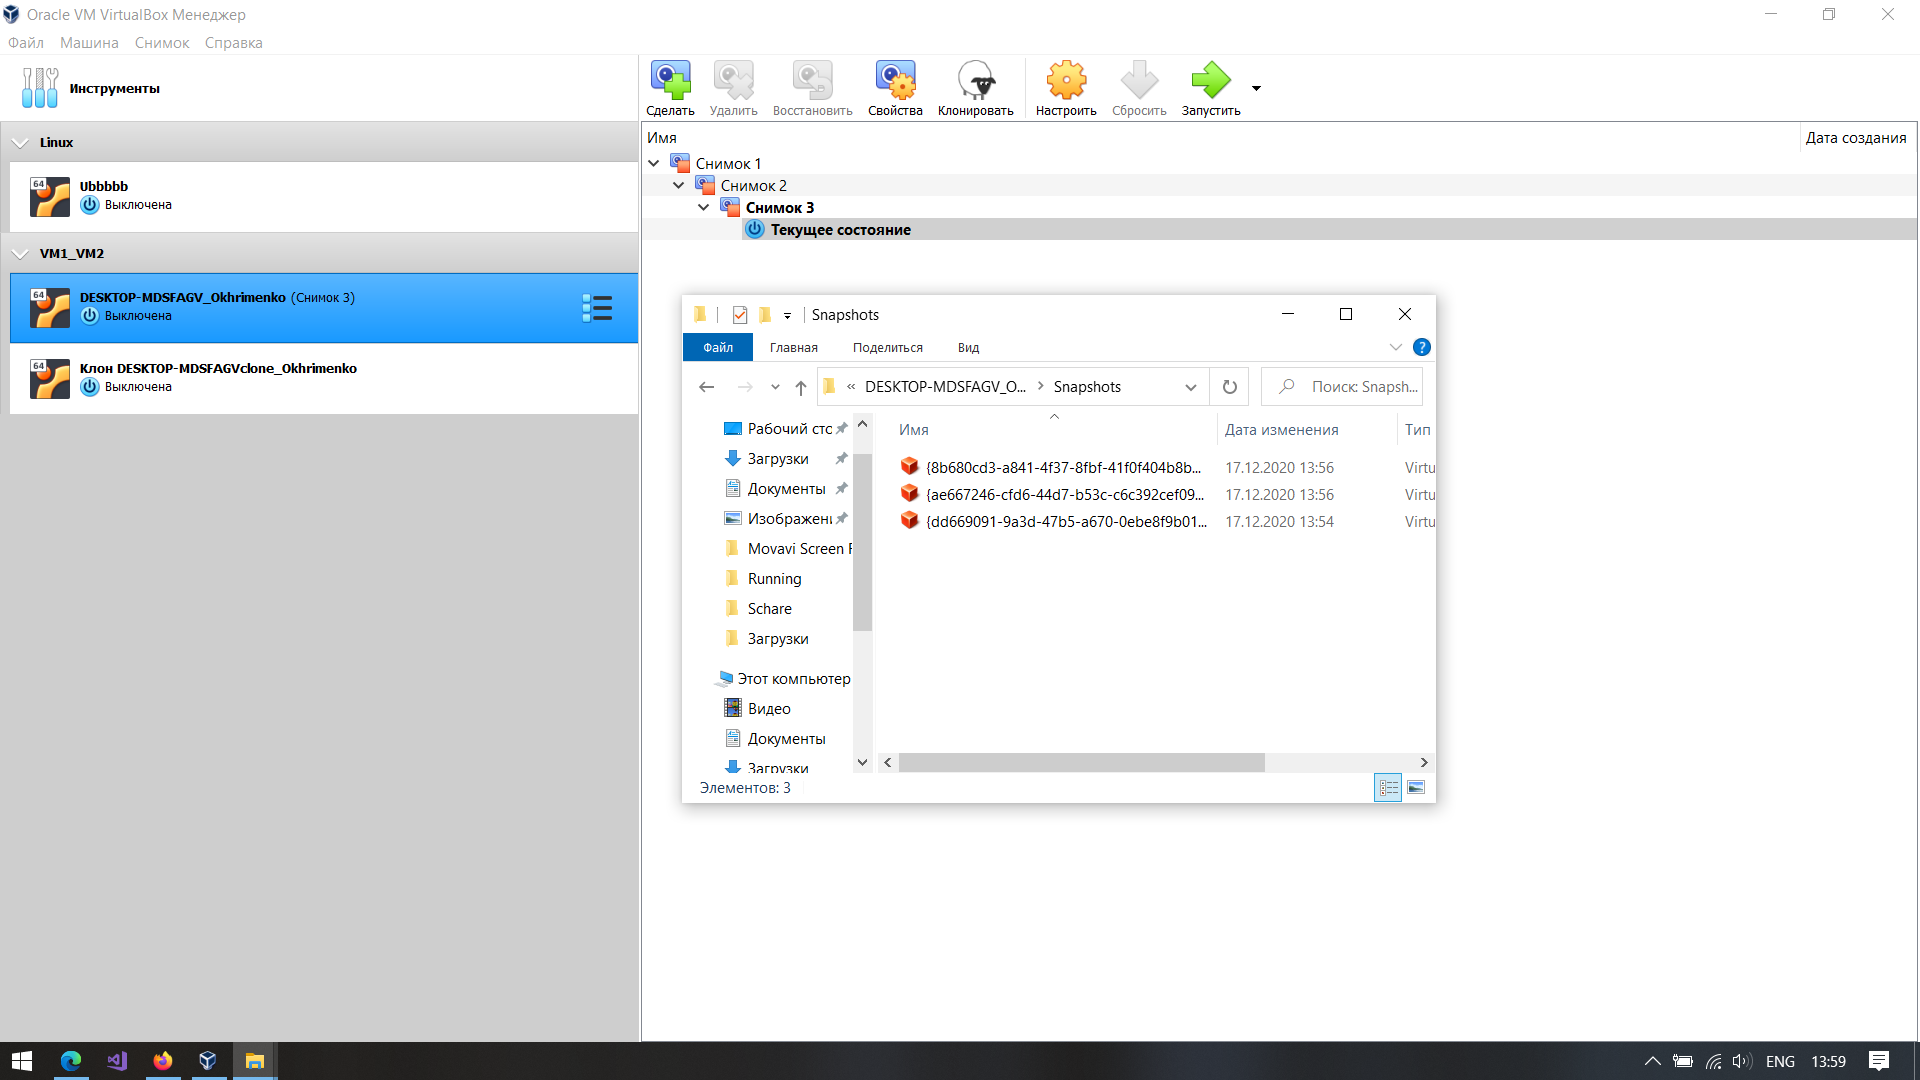 Oracle VM VirtualBox Менеджер
Файл Машина Снимок Справка
Инструменты
Linux
64
Ubbbbb
Выключена
VM1_VM2
64
DESKTOP-MDSFAGV_Okhrimenko (Снимок 3)
Выключена
64
Клон DESKTOP-MDSFAGVclone_Okhrimenko
Выключена
Сделать Удалить Восстановить Свойства Клонировать Настроить Сбросить Запустить
Имя Дата создания
Снимок 1
Снимок 2
Снимок 3
Текущее состояние
Snapshots
Файл Главная Поделиться Вид
« DESKTOP-MDSFAGV_O... Snapshots Поиск: Snapsh...
Рабочий сто
Загрузки
Документы
Изображени
Movavi Screen R
Running
Schare
Загрузки
Этот компьютер
Видео
Документы
Загрузки
Имя Дата изменения Тип
{8b680cd3-a841-4f37-8fbf-41f0f404b8b... 17.12.2020 13:56 Virtu
{ae667246-cfd6-44d7-b53c-c6c392cef09... 17.12.2020 13:56 Virtu
{dd669091-9a3d-47b5-a670-0ebe8f9b01... 17.12.2020 13:54 Virtu
Элементов: 3
ENG 13:59